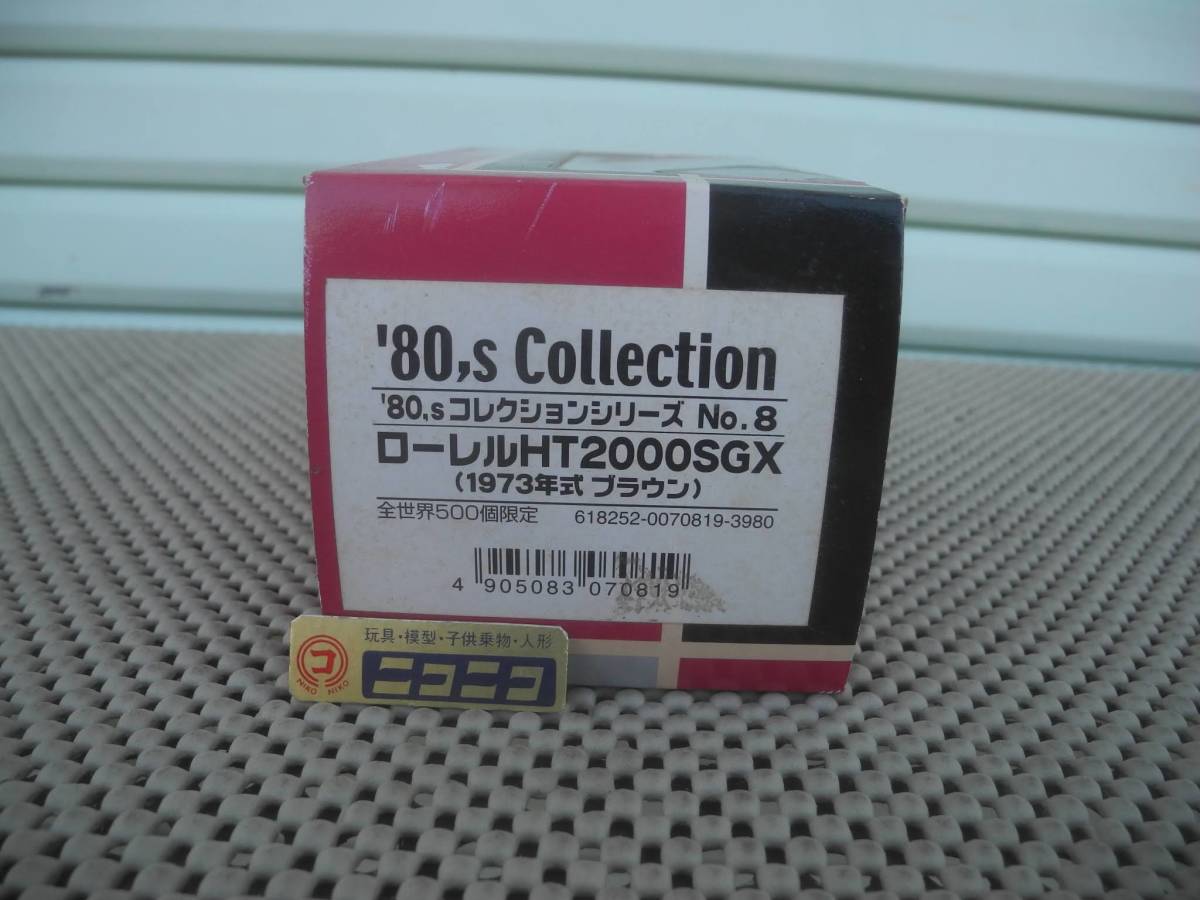 '80,s Collection
'80,sコレクションシリーズ No.8
ローレルHT2000SGX
(1973年式 ブラウン)
全世界500個限定 618252-0070819-3980
4 905083 070819
玩具・模型・子供乗物・人形
コ
NIKO NIKO
ニコニコ